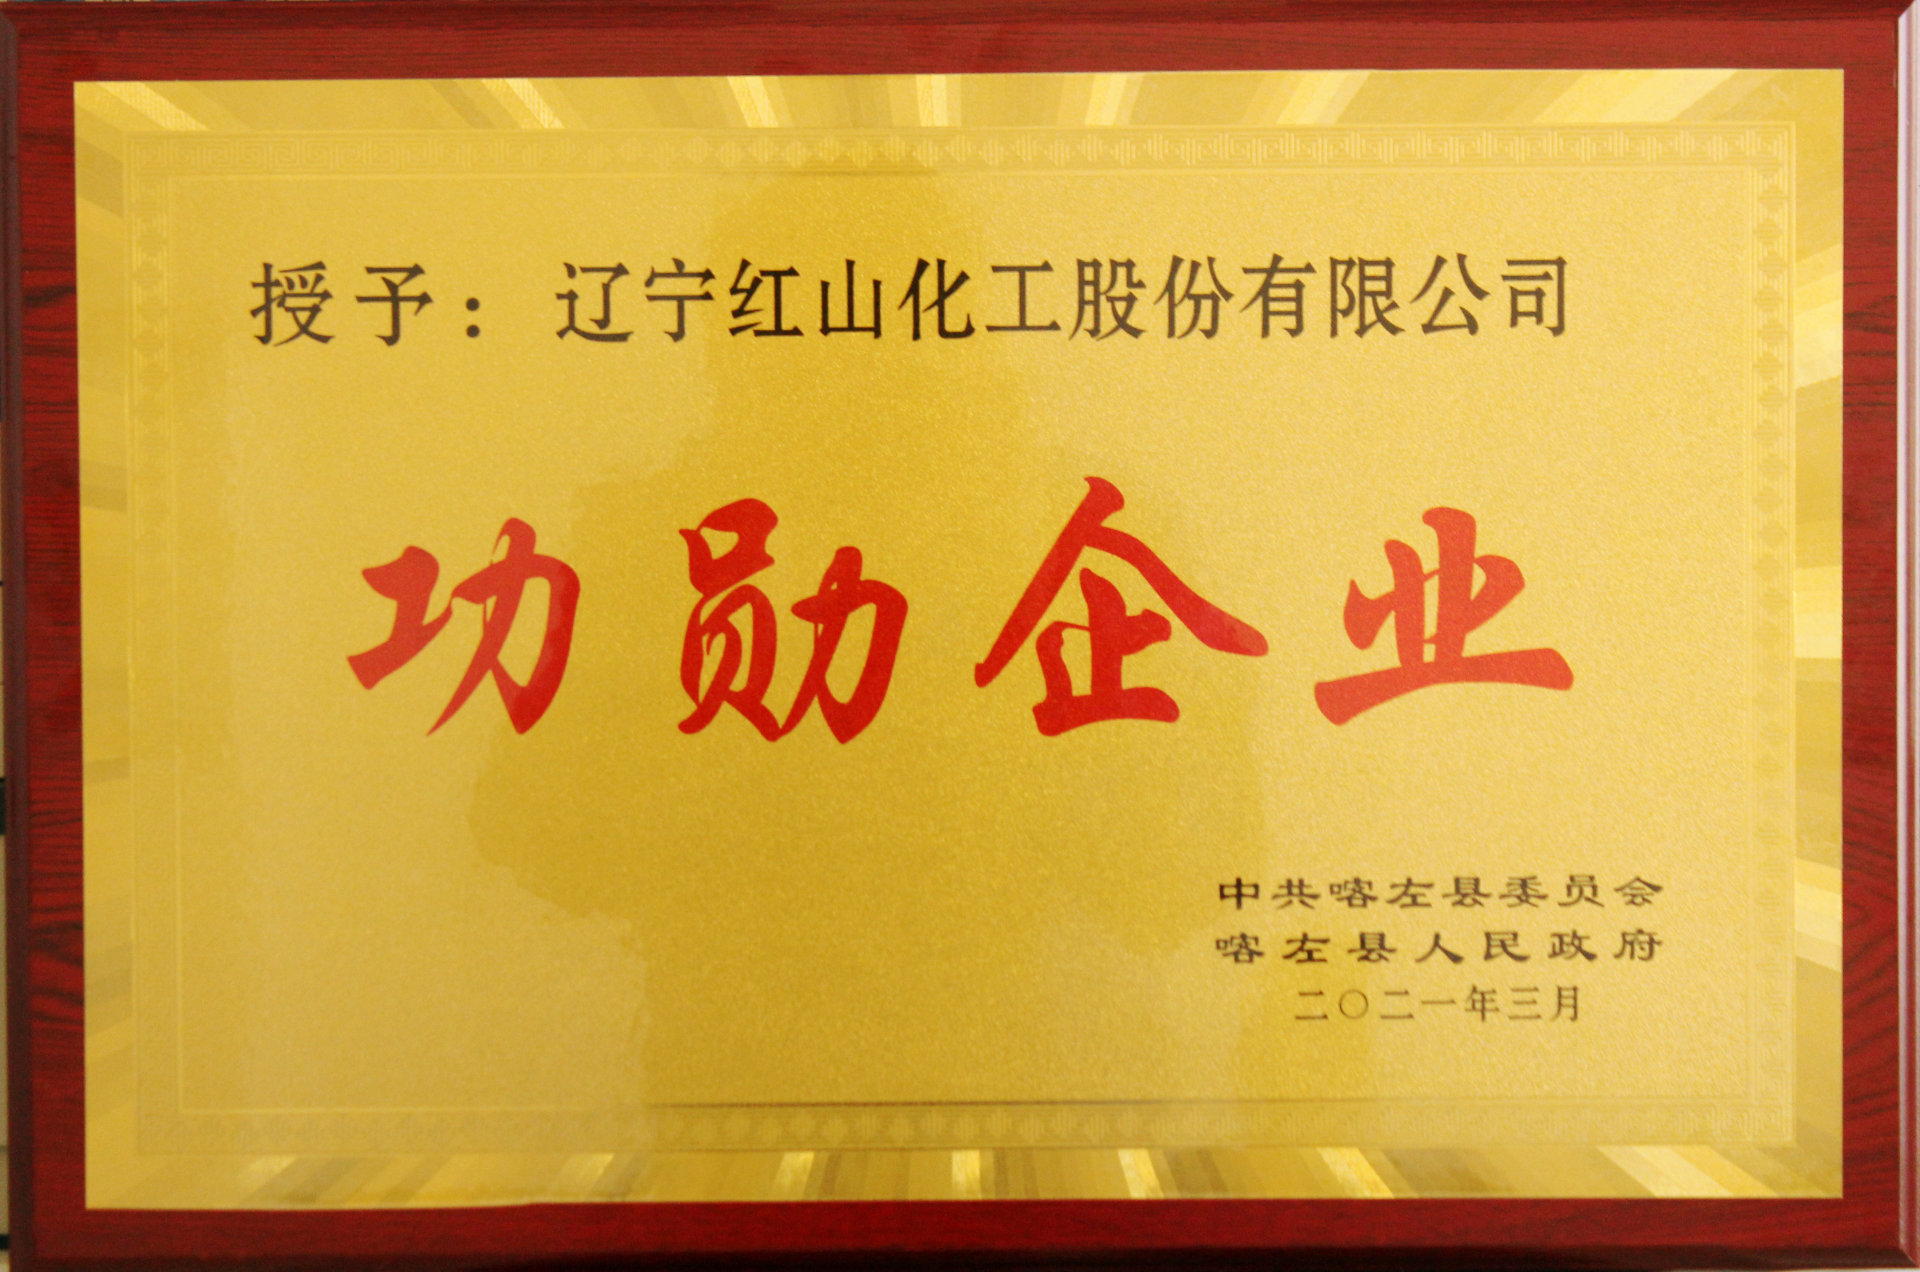 授予：辽宁红山化工股份有限公司
功勋企业
中共喀左县委员会
喀左县人民政府
二〇二一年三月